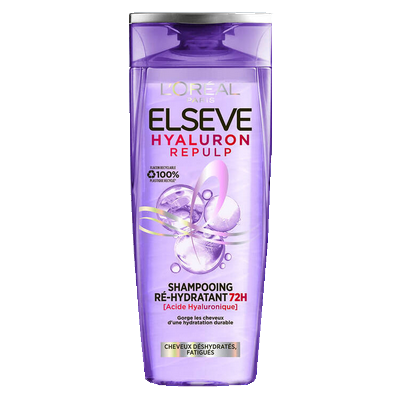 L'ORÉAL
PARIS
ELSEVE
HYALURON
REPULP
100%
SHAMPOOING
RÉ-HYDRATANT 72H
[Acide Hyaluronique]
Gorge les cheveux
d'une hydratation durable
CHEVEUX DÉSHYDRATÉS,
FATIGUÉS